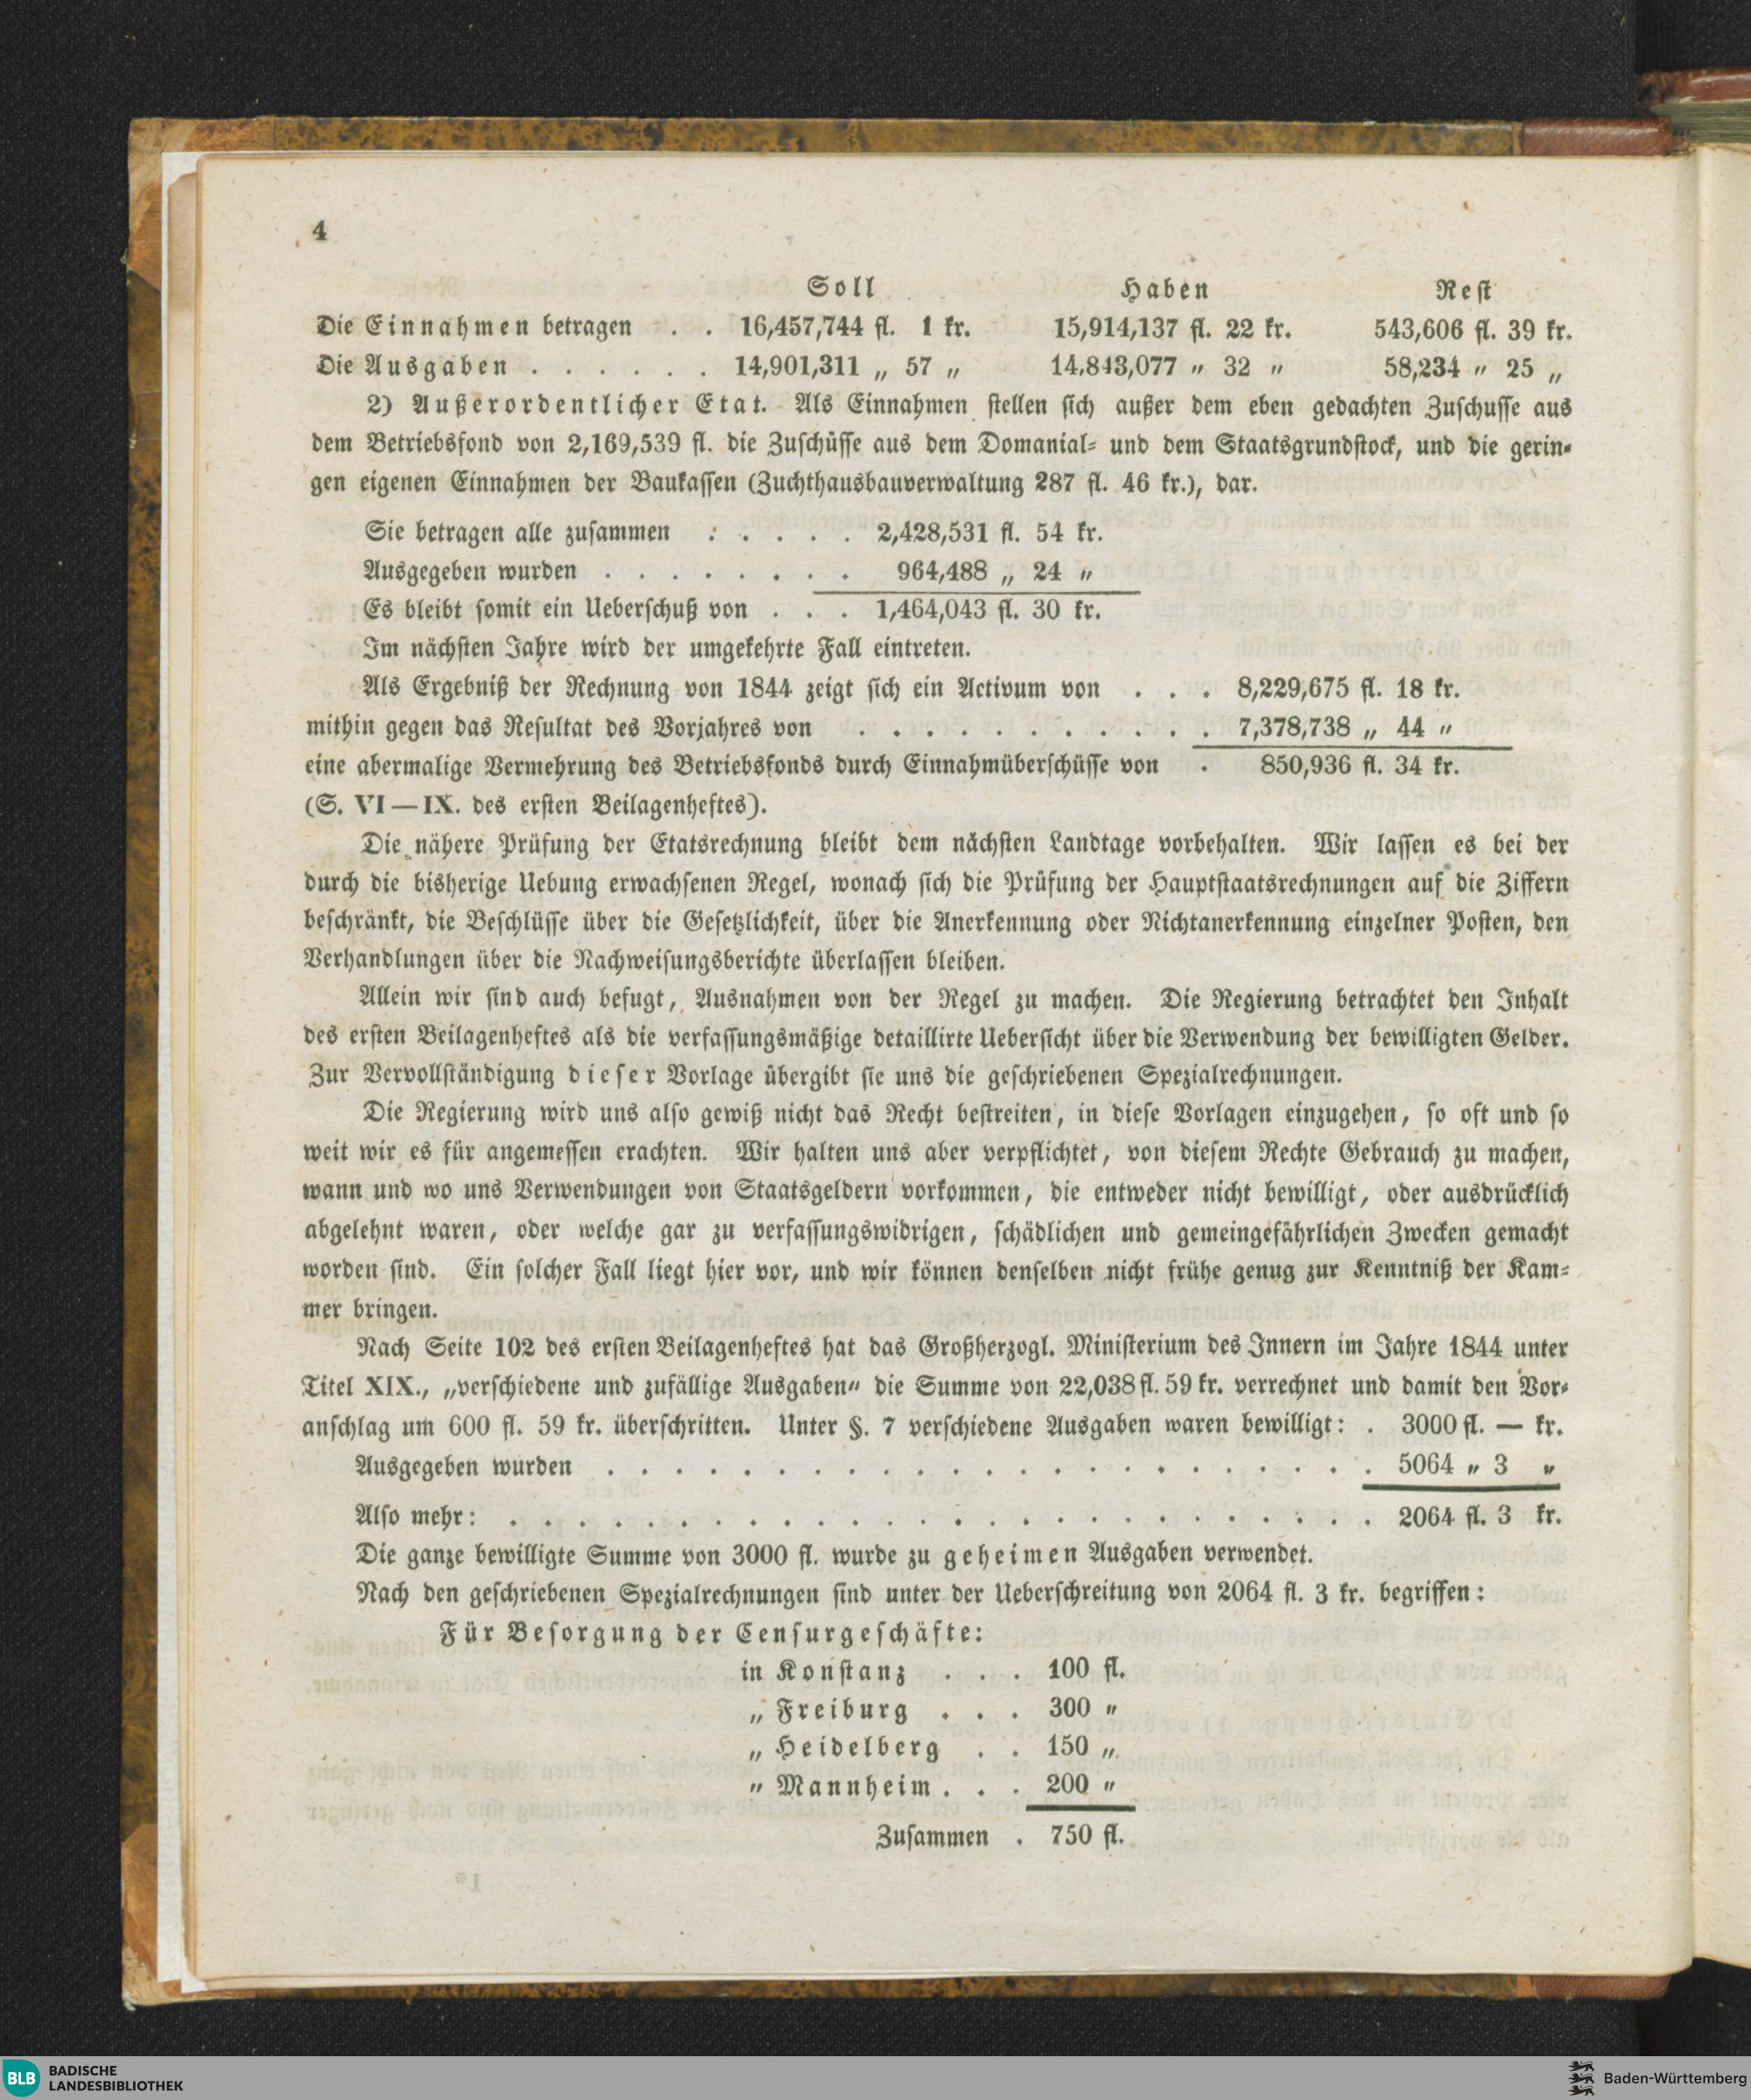 4
Soll Haben Rest
Die Einnahmen betragen . . 16,457,744 fl. 1 kr. 15,914,137 fl. 22 kr. 543,606 fl. 39 kr.
Die Ausgaben . . . . . . 14,901,311 „ 57 „ 14,843,077 „ 32 „ 58,234 „ 25 „
2) Außerordentlicher Etat. Als Einnahmen stellen sich außer dem eben gedachten Zuschusse aus
dem Betriebsfond von 2,169,539 fl. die Zuschüsse aus dem Domanial- und dem Staatsgrundstock, und die gerin-
gen eigenen Einnahmen der Baukassen (Zuchthausbauverwaltung 287 fl. 46 kr.), dar.
Sie betragen alle zusammen : . . . . 2,428,531 fl. 54 kr.
Ausgegeben wurden . . . . . . . . 964,488 „ 24 „
Es bleibt somit ein Ueberschuß von . . . 1,464,043 fl. 30 kr.
Im nächsten Jahre wird der umgekehrte Fall eintreten.
Als Ergebniß der Rechnung von 1844 zeigt sich ein Activum von . . . 8,229,675 fl. 18 kr.
mithin gegen das Resultat des Vorjahres von . . . . . . . . . . . 7,378,738 „ 44 „
eine abermalige Vermehrung des Betriebsfonds durch Einnahmüberschüsse von . 850,936 fl. 34 kr.
(S. VI—IX. des ersten Beilagenheftes).
Die nähere Prüfung der Etatsrechnung bleibt dem nächsten Landtage vorbehalten. Wir lassen es bei der
durch die bisherige Uebung erwachsenen Regel, wonach sich die Prüfung der Hauptstaatsrechnungen auf die Ziffern
beschränkt, die Beschlüsse über die Gesetzlichkeit, über die Anerkennung oder Nichtanerkennung einzelner Posten, den
Verhandlungen über die Nachweisungsberichte überlassen bleiben.
Allein wir sind auch befugt, Ausnahmen von der Regel zu machen. Die Regierung betrachtet den Inhalt
des ersten Beilagenheftes als die verfassungsmäßige detaillirte Uebersicht über die Verwendung der bewilligten Gelder.
Zur Vervollständigung dieser Vorlage übergibt sie uns die geschriebenen Spezialrechnungen.
Die Regierung wird uns also gewiß nicht das Recht bestreiten, in diese Vorlagen einzugehen, so oft und so
weit wir es für angemessen erachten. Wir halten uns aber verpflichtet, von diesem Rechte Gebrauch zu machen,
wann und wo uns Verwendungen von Staatsgeldern vorkommen, die entweder nicht bewilligt, oder ausdrücklich
abgelehnt waren, oder welche gar zu verfassungswidrigen, schädlichen und gemeingefährlichen Zwecken gemacht
worden sind. Ein solcher Fall liegt hier vor, und wir können denselben nicht frühe genug zur Kenntniß der Kam-
mer bringen.
Nach Seite 102 des ersten Beilagenheftes hat das Großherzogl. Ministerium des Innern im Jahre 1844 unter
Titel XIX., „verschiedene und zufällige Ausgaben“ die Summe von 22,038 fl. 59 kr. verrechnet und damit den Vor-
anschlag um 600 fl. 59 kr. überschritten. Unter §. 7 verschiedene Ausgaben waren bewilligt: . 3000 fl. — kr.
Ausgegeben wurden . . . . . . . . . . . . . . . . . . . . . . . 5064 „ 3 „
Also mehr: . . . . . . . . . . . . . . . . . . . . . . . . . . 2064 fl. 3 kr.
Die ganze bewilligte Summe von 3000 fl. wurde zu geheimen Ausgaben verwendet.
Nach den geschriebenen Spezialrechnungen sind unter der Ueberschreitung von 2064 fl. 3 kr. begriffen:
Für Besorgung der Censurgeschäfte:
in Konstanz . . . 100 fl.
„ Freiburg . . . 300 „
„ Heidelberg . . 150 „
„ Mannheim . . . 200 „
Zusammen . 750 fl.
BLB BADISCHE
LANDESBIBLIOTHEK
Baden-Württemberg